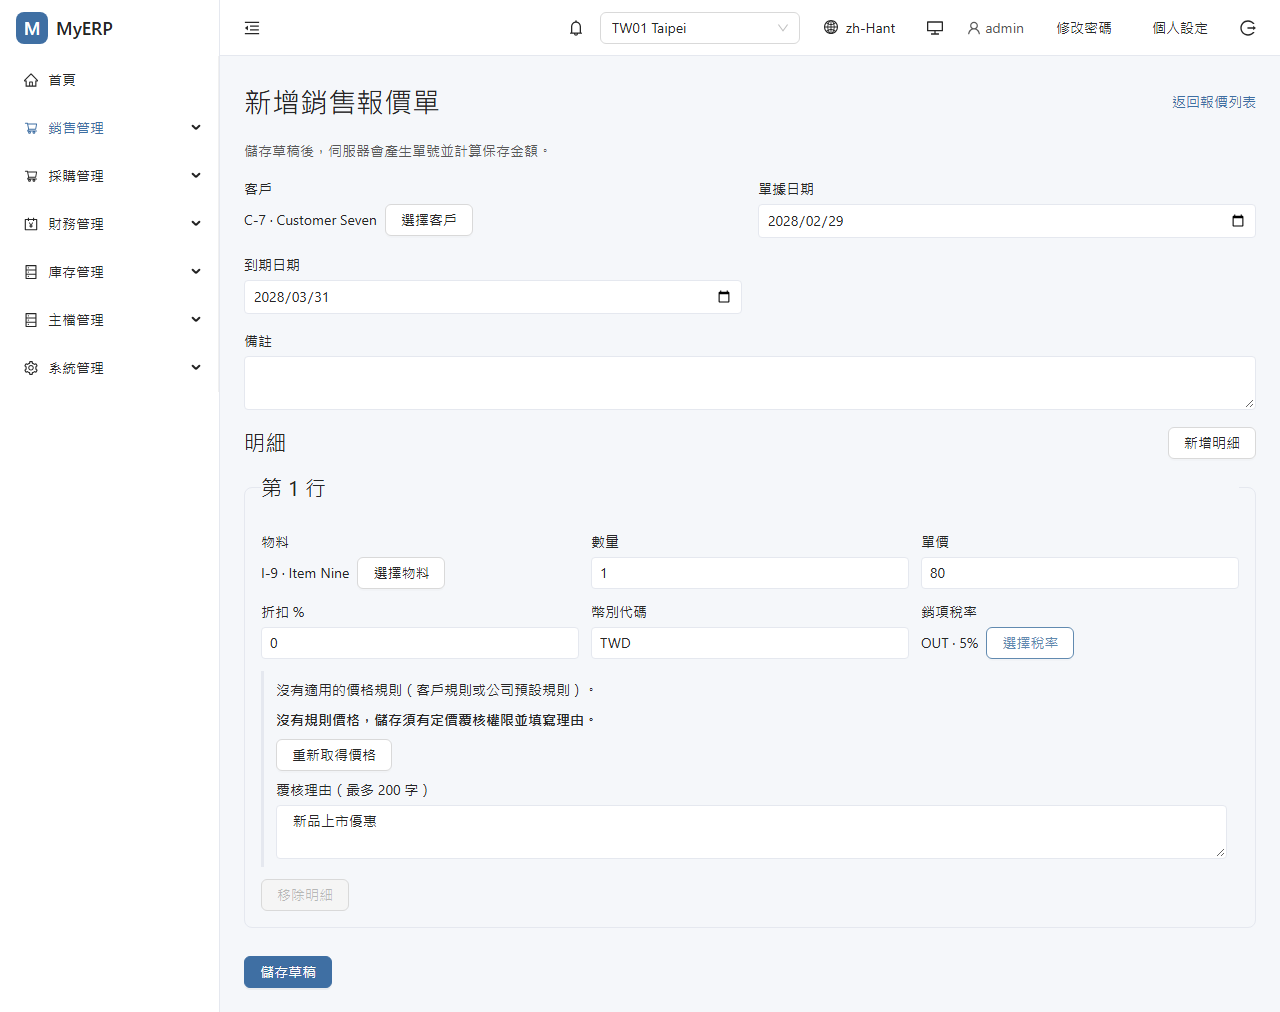 M MyERP
TW01 Taipei
zh-Hant
admin
修改密碼
個人設定
首頁
銷售管理
採購管理
財務管理
庫存管理
主檔管理
系統管理
新增銷售報價單
返回報價列表
儲存草稿後，伺服器會產生單號並計算保存金額。
客戶
單據日期
C-7 · Customer Seven
選擇客戶
2028/02/29
到期日期
2028/03/31
備註
明細
新增明細
第 1 行
物料
數量
單價
I-9 · Item Nine
選擇物料
1
80
折扣 %
幣別代碼
銷項稅率
0
TWD
OUT · 5%
選擇稅率
沒有適用的價格規則（客戶規則或公司預設規則）。
沒有規則價格，儲存須有定價覆核權限並填寫理由。
重新取得價格
覆核理由（最多 200 字）
新品上市優惠
移除明細
儲存草稿